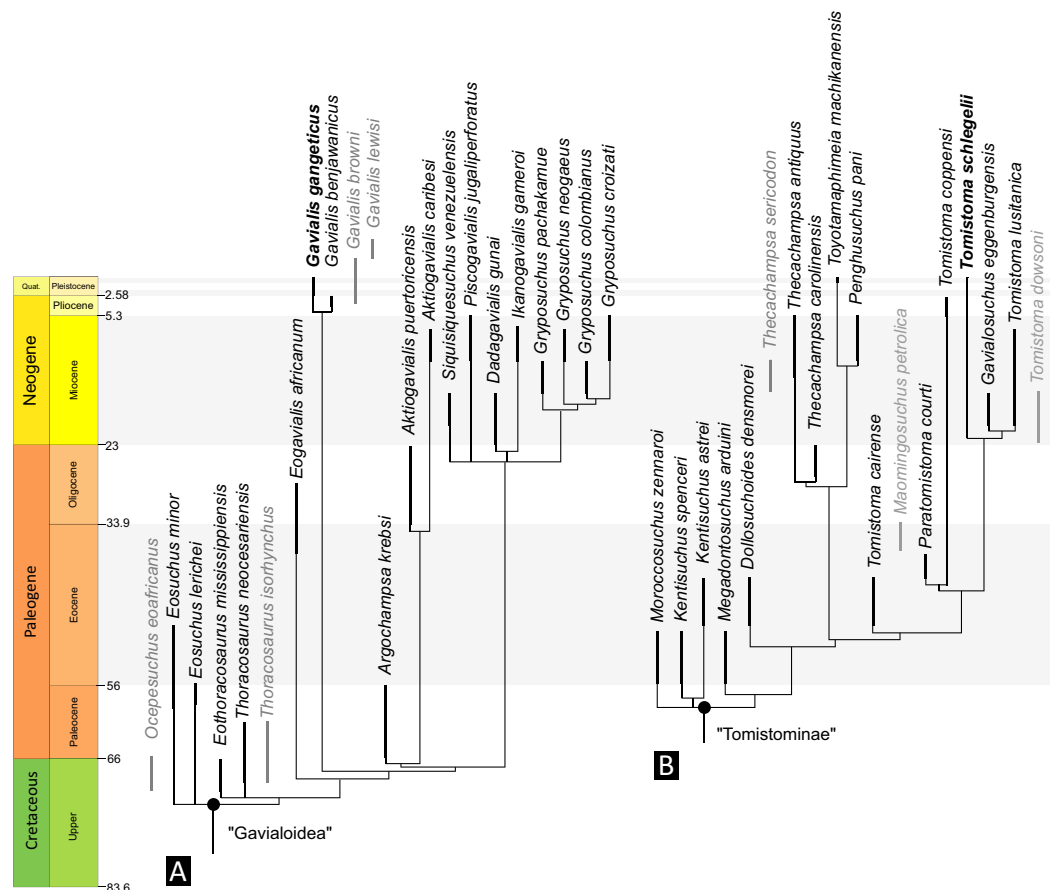 Quat.
Pleistocene
2.58
Pliocene
5.3
Neogene
Miocene
23
Oligocene
33.9
Paleogene
Eocene
56
Paleocene
66
Cretaceous
Upper
83.6
Ocepesuchus eoafricanus
Eosuchus minor
Eosuchus lerichei
Eothoracosaurus mississippiensis
Thoracosaurus neocesariensis
Thoracosaurus isorhynchus
Eogavialis africanum
Gavialis gangeticus
Gavialis benjawanicus
Gavialis browni
Gavialis lewisi
Argochampsa krebsi
Aktiogavialis puertoricensis
Aktiogavialis caribesi
Siquisiquesuchus venezuelensis
Piscogavialis jugaliperforatus
Dadagavialis gunai
Ikanogavialis gameroi
Gryposuchus pachakamue
Gryposuchus neogaeus
Gryposuchus colombianus
Gryposuchus croizati
"Gavialoidea"
A
Moroccosuchus zennaroi
Kentisuchus spenceri
Kentisuchus astrei
Megadontosuchus arduini
Dollosuchoides densmorei
Thecachampsa sericodon
Thecachampsa antiquus
Thecachampsa carolinensis
Toyotamaphimeia machikanensis
Penghusuchus pani
Tomistoma cairense
Maomingosuchus petrolica
Paratomistoma courti
Tomistoma coppensi
Tomistoma schlegelii
Gavialosuchus eggenburgensis
Tomistoma lusitanica
Tomistoma dowsoni
"Tomistominae"
B